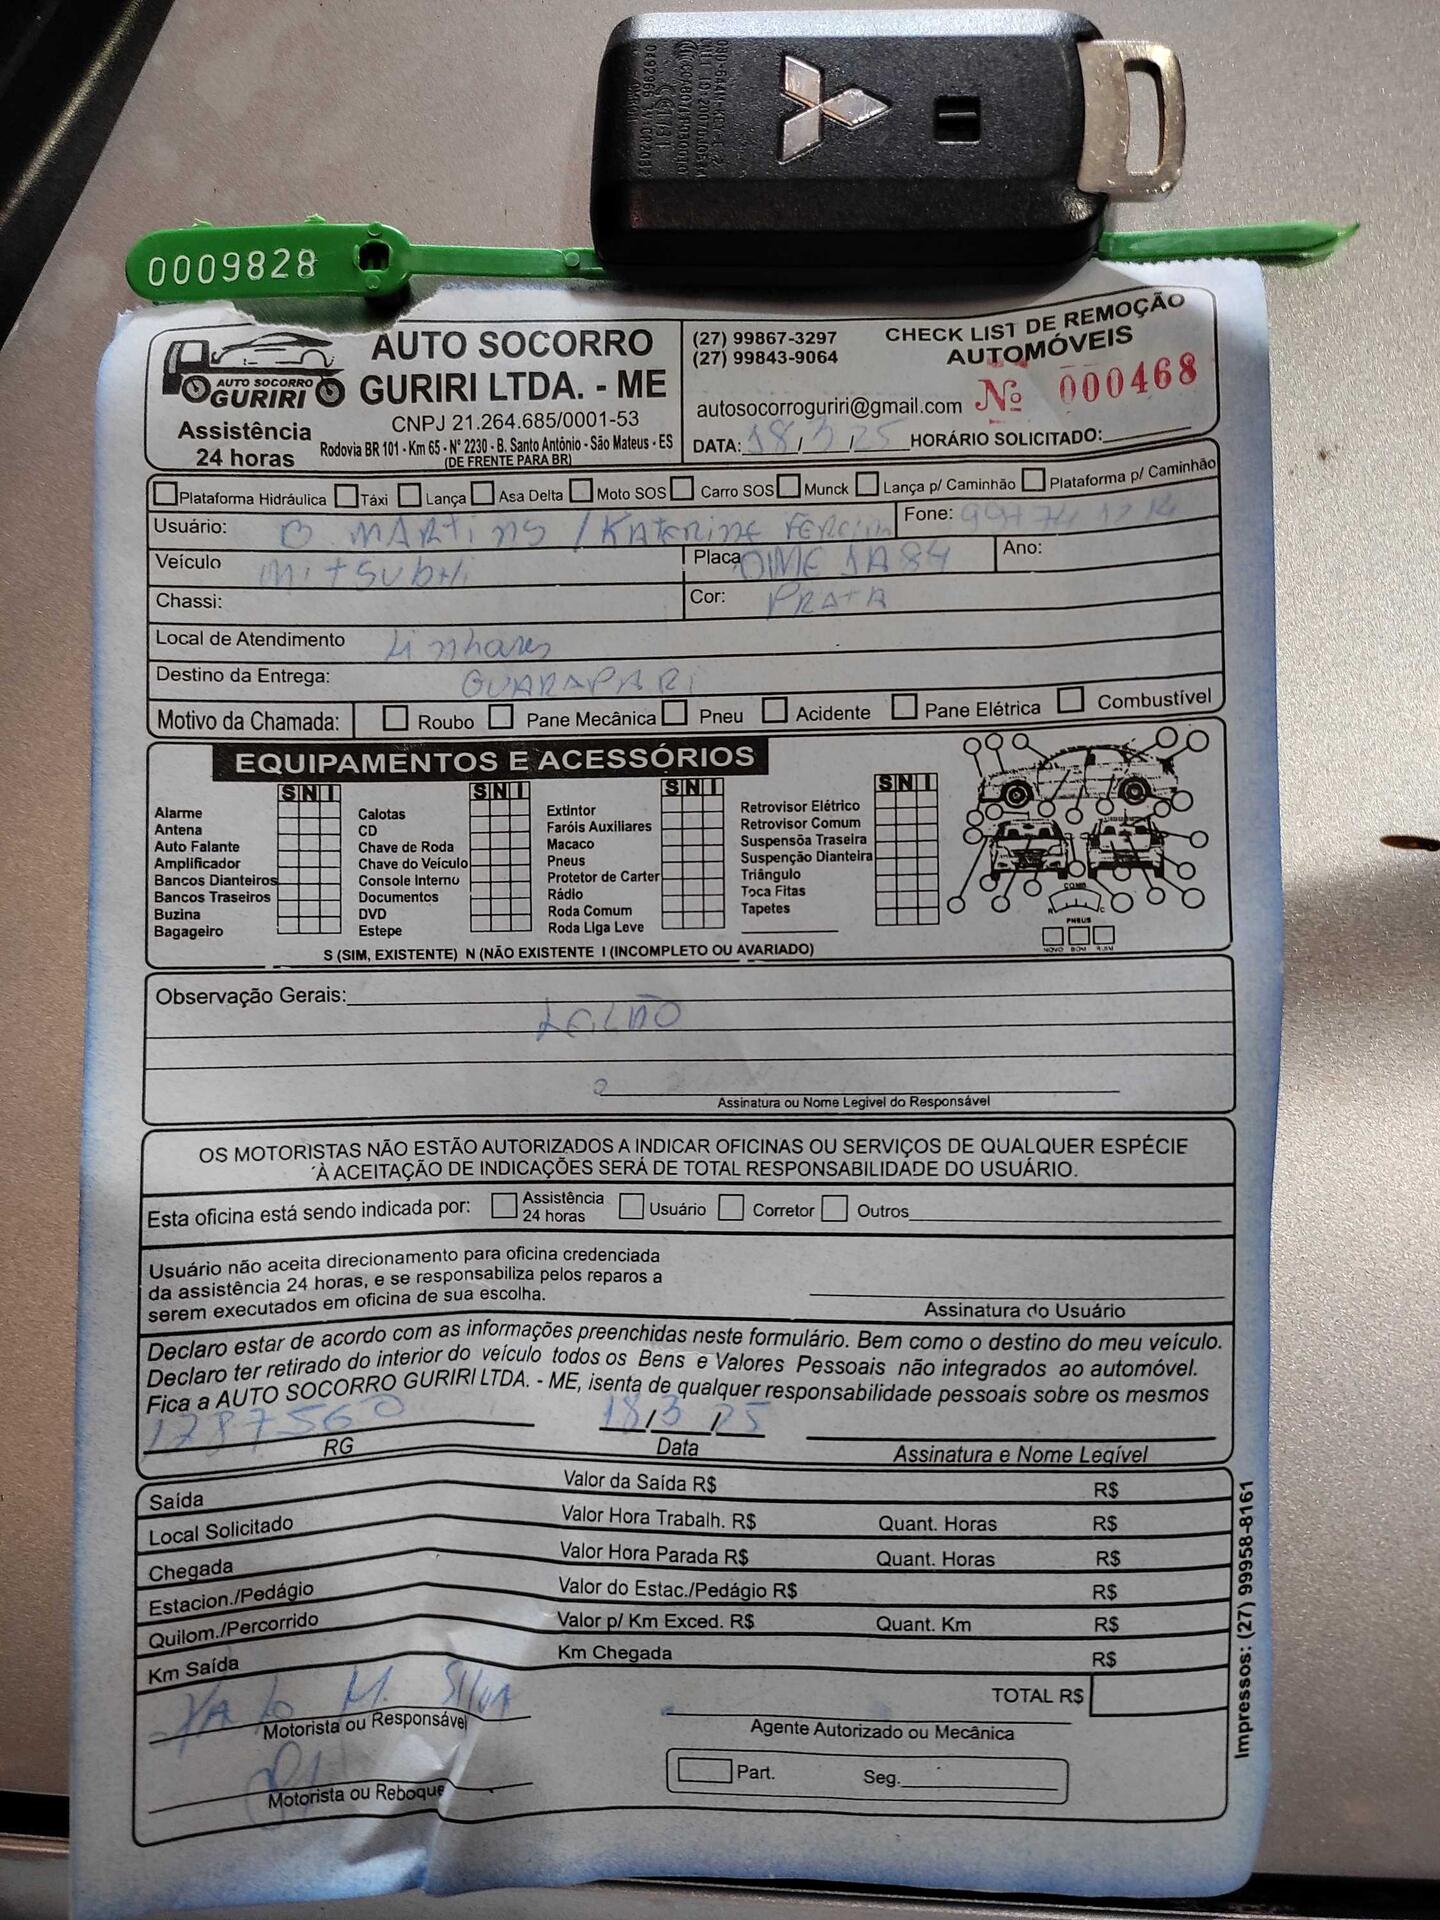 0009828
AUTO SOCORRO
GURIRI
Assistência
24 horas
AUTO SOCORRO
GURIRI LTDA. - ME
CNPJ 21.264.685/0001-53
Rodovia BR 101 - Km 65 - Nº 2230 - B. Santo Antônio - São Mateus - ES
(DE FRENTE PARA BR)
(27) 99867-3297
(27) 99843-9064
autosocorroguriri@gmail.com
CHECK LIST DE REMOÇÃO
AUTOMÓVEIS
Nº 000468
DATA: 18/3/25 HORÁRIO SOLICITADO:
Plataforma Hidráulica Táxi Lança Asa Delta Moto SOS Carro SOS Munck Lança p/ Caminhão Plataforma p/ Caminhão
Usuário: B MARTINS / KATERINE Fone:
Veículo Mitsubhi Placa Ano:
Chassi: Cor: PRATA
Local de Atendimento Linhares
Destino da Entrega: GUARAPARI
Motivo da Chamada: Roubo Pane Mecânica Pneu Acidente Pane Elétrica Combustível
EQUIPAMENTOS E ACESSÓRIOS
S N I S N I S N I S N I
Alarme Calotas Extintor Retrovisor Elétrico
Antena CD Faróis Auxiliares Retrovisor Comum
Auto Falante Chave de Roda Macaco Suspensõa Traseira
Amplificador Chave do Veículo Pneus Suspenção Dianteira
Bancos Dianteiros Console Interno Protetor de Carter Triângulo
Bancos Traseiros Documentos Rádio Toca Fitas
Buzina DVD Roda Comum Tapetes
Bagageiro Estepe Roda Liga Leve
COMB
R C
PNEUS
NOVO BOM RUIM
S (SIM, EXISTENTE) N (NÃO EXISTENTE I (INCOMPLETO OU AVARIADO)
Observação Gerais:
LEILÃO
Assinatura ou Nome Legível do Responsável
OS MOTORISTAS NÃO ESTÃO AUTORIZADOS A INDICAR OFICINAS OU SERVIÇOS DE QUALQUER ESPÉCIE
´À ACEITAÇÃO DE INDICAÇÕES SERÁ DE TOTAL RESPONSABILIDADE DO USUÁRIO.
Esta oficina está sendo indicada por: Assistência 24 horas Usuário Corretor Outros
Usuário não aceita direcionamento para oficina credenciada
da assistência 24 horas, e se responsabiliza pelos reparos a
serem executados em oficina de sua escolha.
Assinatura do Usuário
Declaro estar de acordo com as informações preenchidas neste formulário. Bem como o destino do meu veículo.
Declaro ter retirado do interior do veículo todos os Bens e Valores Pessoais não integrados ao automóvel.
Fica a AUTO SOCORRO GURIRI LTDA. - ME, isenta de qualquer responsabilidade pessoais sobre os mesmos
1287560 18/3/25
RG Data Assinatura e Nome Legível
Saída Valor da Saída R$ R$
Local Solicitado Valor Hora Trabalh. R$ Quant. Horas R$
Chegada Valor Hora Parada R$ Quant. Horas R$
Estacion./Pedágio Valor do Estac./Pedágio R$ R$
Quilom./Percorrido Valor p/ Km Exced. R$ Quant. Km R$
Km Saída Km Chegada R$
TOTAL R$
M. Silva
Motorista ou Responsável Agente Autorizado ou Mecânica
Motorista ou Reboque Part. Seg.
Impressos: (27) 99958-8161